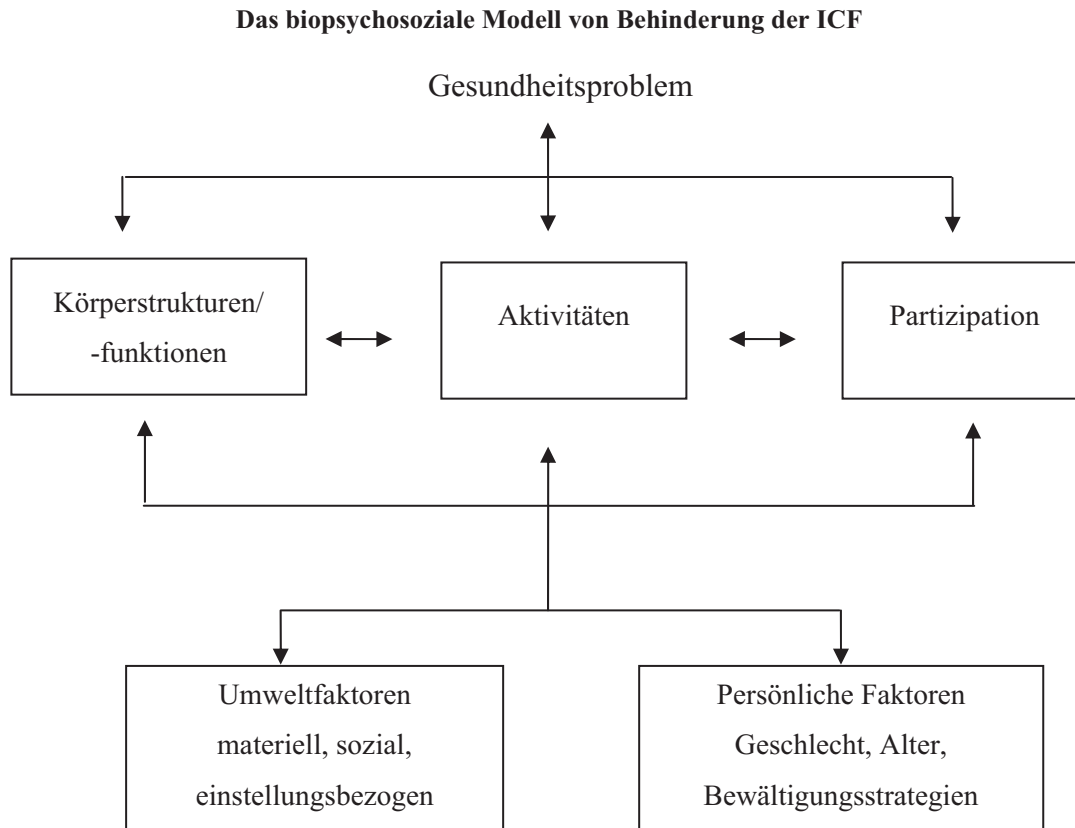 Das biopsychosoziale Modell von Behinderung der ICF
Gesundheitsproblem
Körperstrukturen/
-funktionen
Aktivitäten
Partizipation
Umweltfaktoren
materiell, sozial,
einstellungsbezogen
Persönliche Faktoren
Geschlecht, Alter,
Bewältigungsstrategien